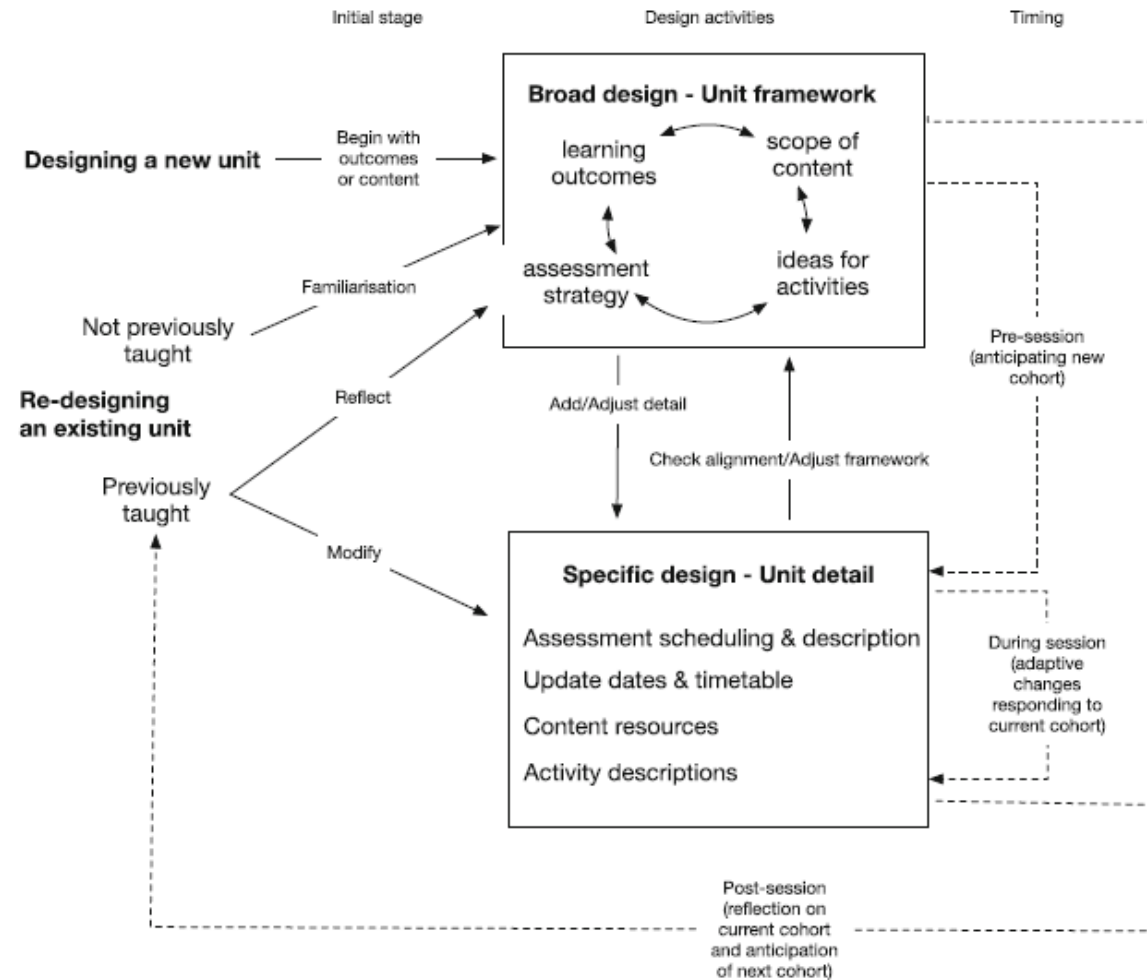 Initial stage
Design activities
Timing
Broad design - Unit framework
Designing a new unit
Begin with
outcomes
or content
learning
outcomes
scope of
content
assessment
strategy
ideas for
activities
Familiarisation
Not previously
taught
Re-designing
an existing unit
Reflect
Previously
taught
Modify
Add/Adjust detail
Check alignment/Adjust framework
Pre-session
(anticipating new
cohort)
Specific design - Unit detail
Assessment scheduling & description
Update dates & timetable
Content resources
Activity descriptions
During session
(adaptive
changes
responding to
current cohort)
Post-session
(reflection on
current cohort
and anticipation
of next cohort)